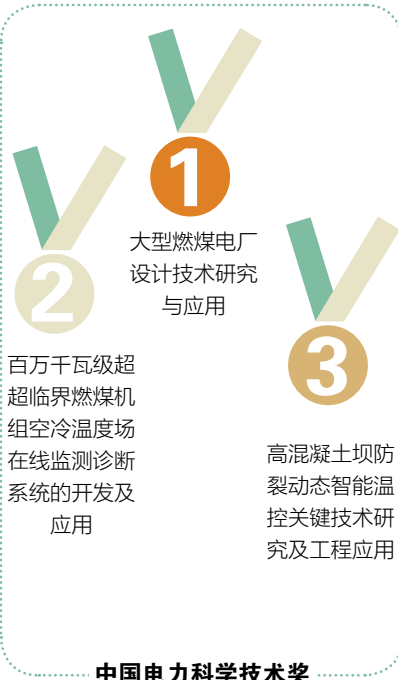 1
大型燃煤电厂
设计技术研究
与应用
2
百万千瓦级超
超临界燃煤机
组空冷温度场
在线监测诊断
系统的开发及
应用
3
高混凝土坝防
裂动态智能温
控关键技术研
究及工程应用
中国电力科学技术奖